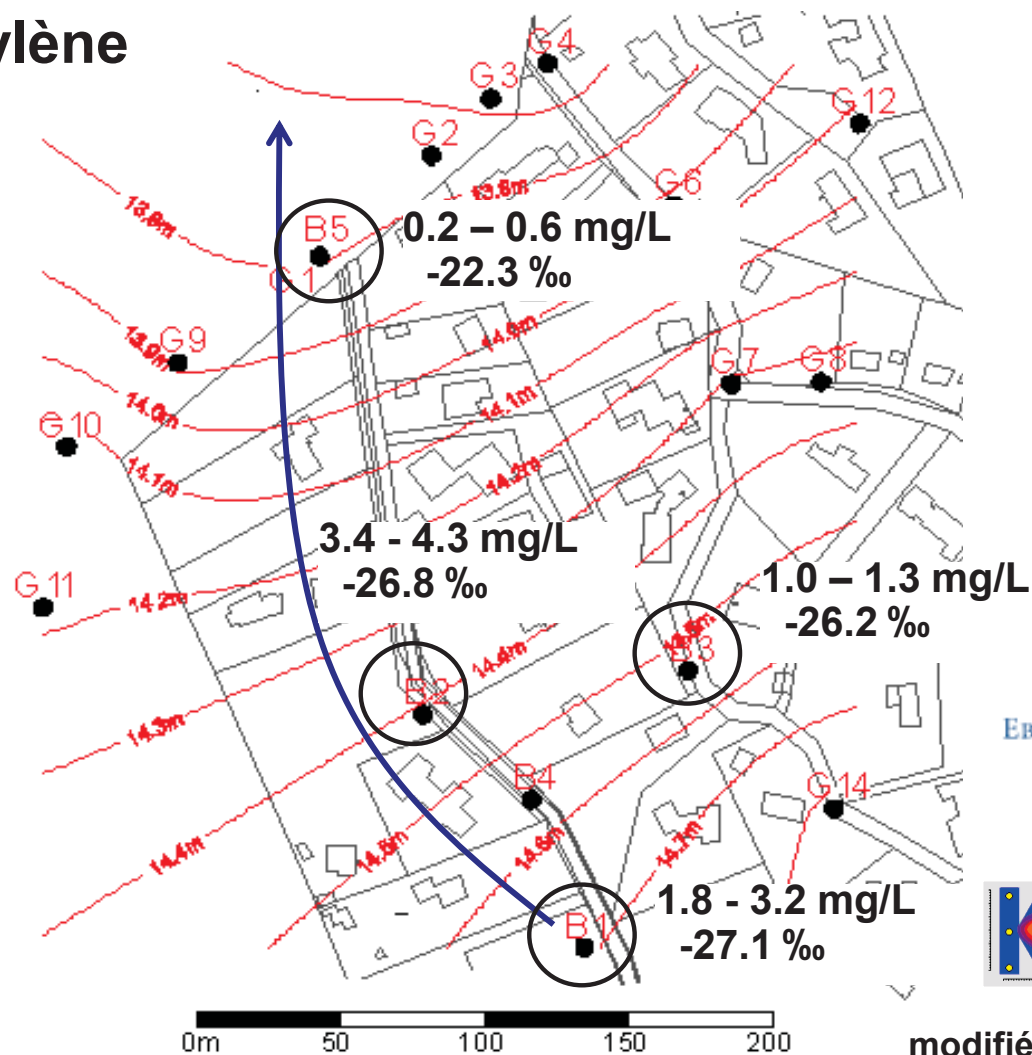 ylène
G4
G3
G12
G2
G6
13.8m
13.8m
B5
0.2 – 0.6 mg/L
-22.3 ‰
G1
G9
13.9m
14.0m
G7
G8
14.0m
14.1m
G10
14.1m
14.2m
3.4 - 4.3 mg/L
-26.8 ‰
G11
14.2m
1.0 – 1.3 mg/L
-26.2 ‰
14.4m
B2
14.3m
EB
B4
G14
14.4m
14.5m
14.6m
14.7m
1.8 - 3.2 mg/L
-27.1 ‰
B1
K
0m 50 100 150 200
modifié